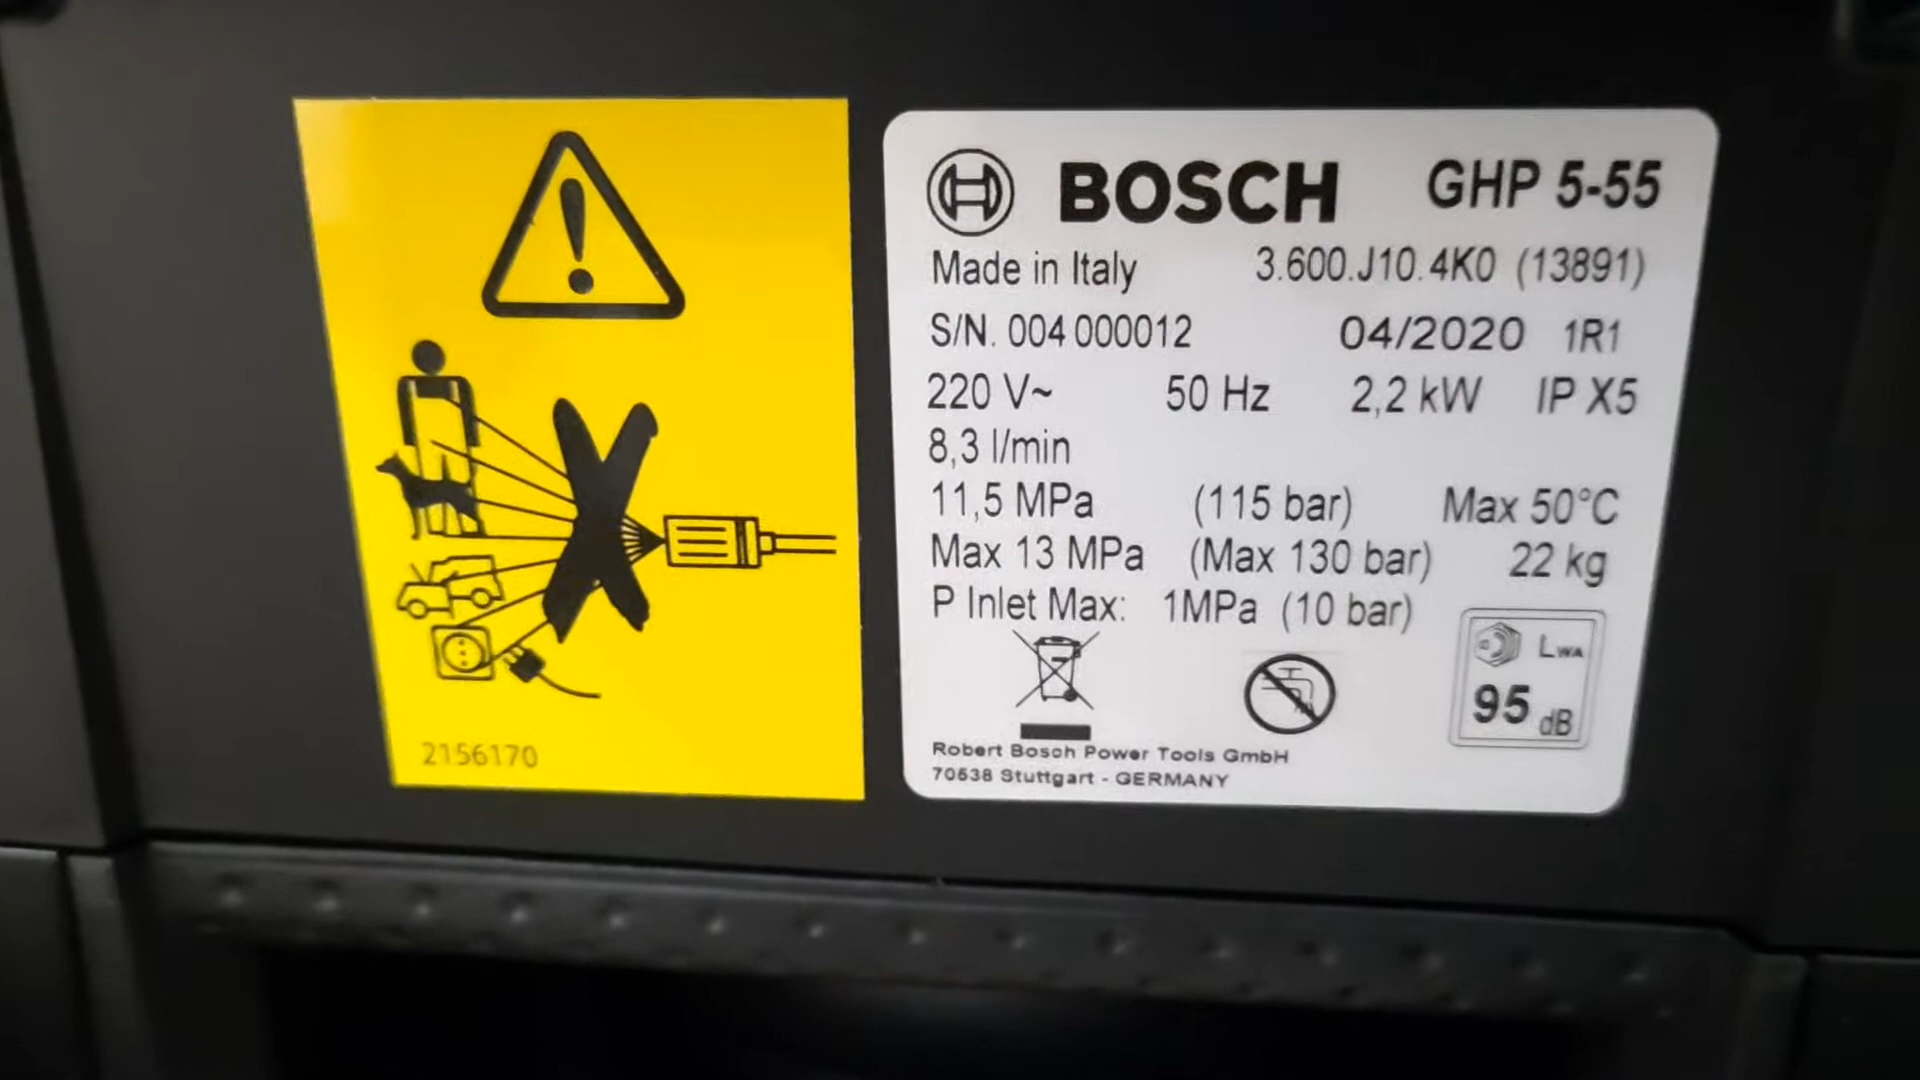 2156170
BOSCH GHP 5-55
Made in Italy 3.600.J10.4K0 (13891)
S/N. 004 000012 04/2020 1R1
220 V~ 50 Hz 2,2 kW IP X5
8,3 l/min
11,5 MPa (115 bar) Max 50°C
Max 13 MPa (Max 130 bar) 22 kg
P Inlet Max: 1MPa (10 bar)
LWA
95 dB
Robert Bosch Power Tools GmbH
70538 Stuttgart - GERMANY